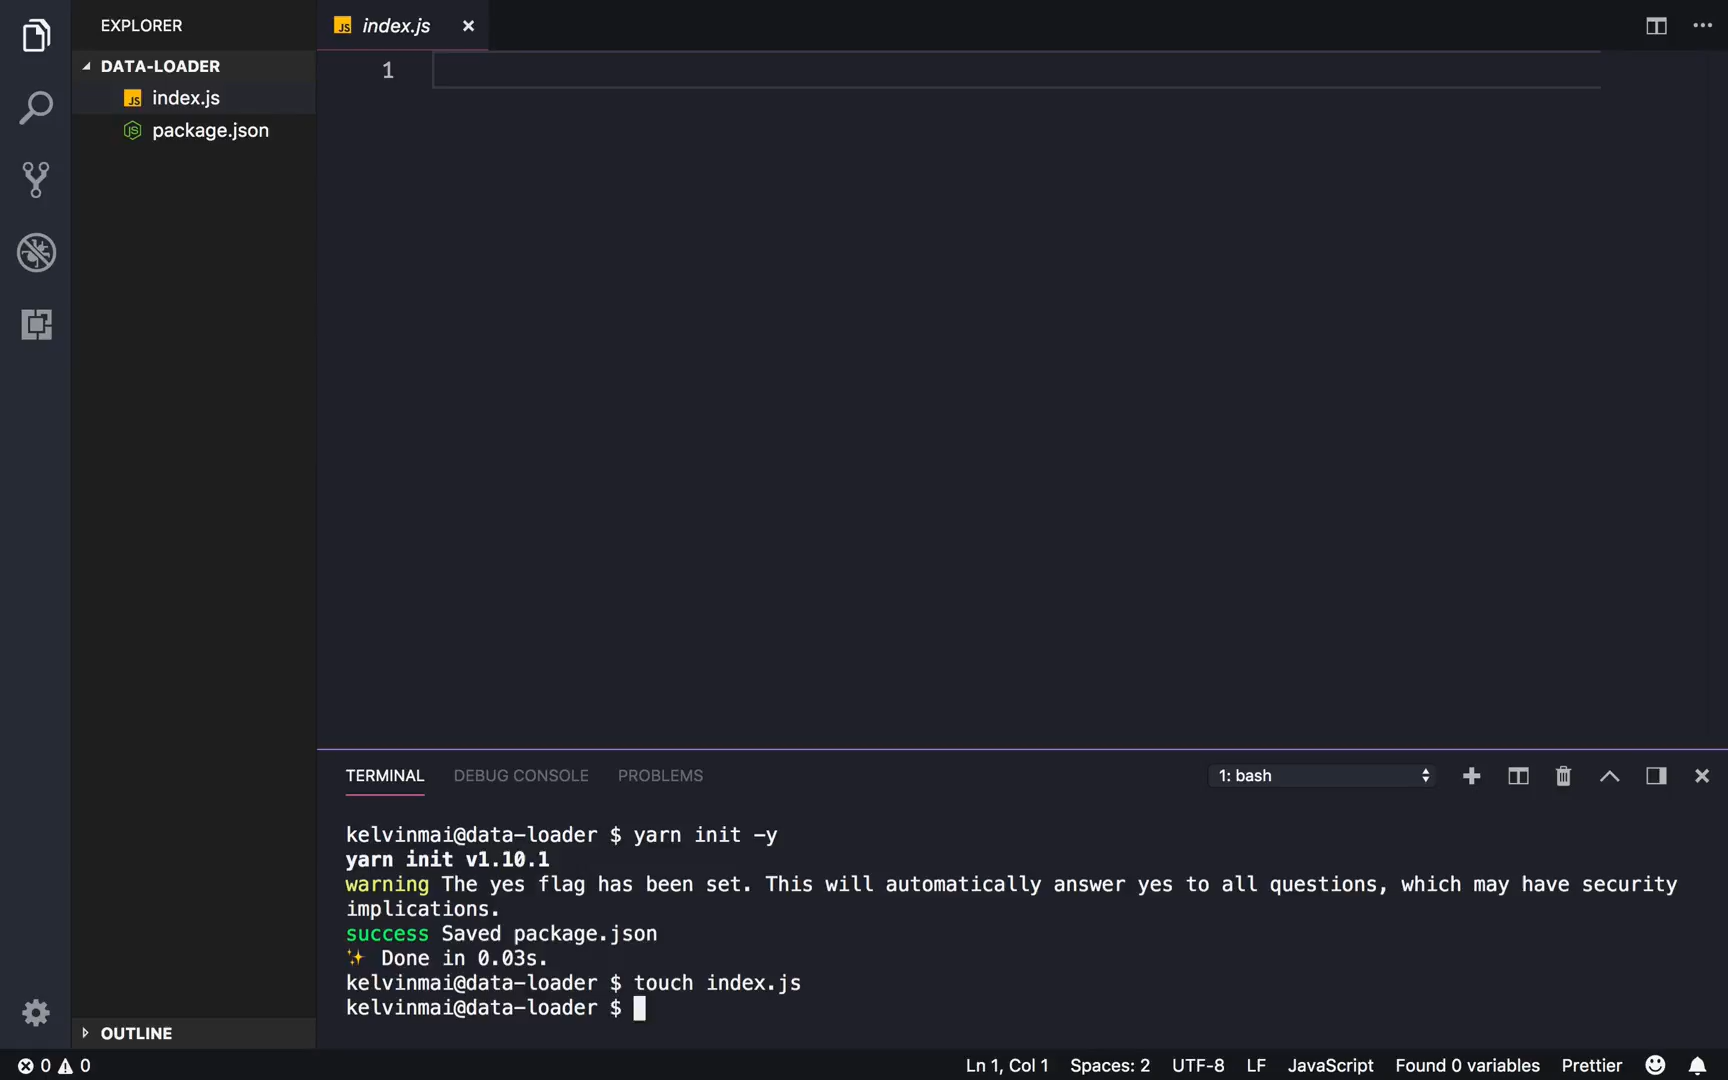 EXPLORER
index.js
DATA-LOADER
JS index.js
JS package.json
1
TERMINAL DEBUG CONSOLE PROBLEMS 1: bash
kelvinmai@data-loader $ yarn init -y
yarn init v1.10.1
warning The yes flag has been set. This will automatically answer yes to all questions, which may have security
implications.
success Saved package.json
✨ Done in 0.03s.
kelvinmai@data-loader $ touch index.js
kelvinmai@data-loader $
OUTLINE
0 0 Ln 1, Col 1 Spaces: 2 UTF-8 LF JavaScript Found 0 variables Prettier